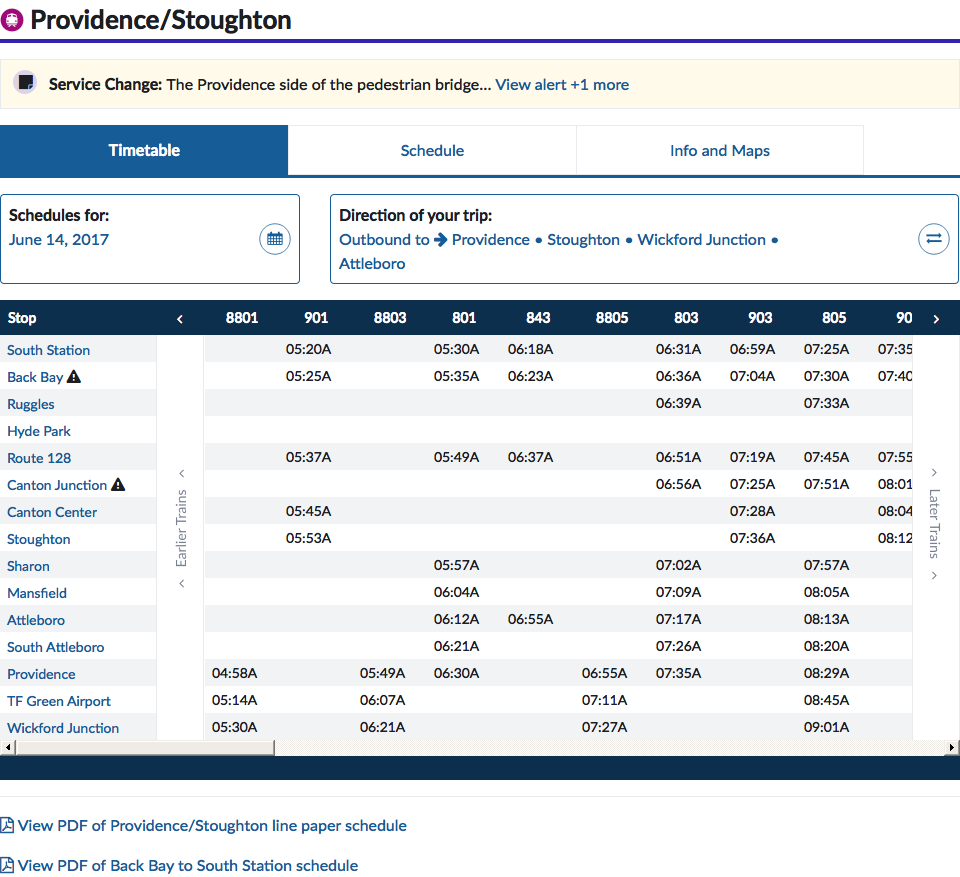 Providence/Stoughton
Service Change: The Providence side of the pedestrian bridge... View alert +1 more
Timetable Schedule Info and Maps
Schedules for:
June 14, 2017
Direction of your trip:
Outbound to Providence • Stoughton • Wickford Junction •
Attleboro
Stop 8801 901 8803 801 843 8805 803 903 805 90
South Station 05:20A 05:30A 06:18A 06:31A 06:59A 07:25A 07:35
Back Bay 05:25A 05:35A 06:23A 06:36A 07:04A 07:30A 07:40
Ruggles 06:39A 07:33A
Hyde Park
Route 128 05:37A 05:49A 06:37A 06:51A 07:19A 07:45A 07:55
Canton Junction 06:56A 07:25A 07:51A 08:01
Canton Center 05:45A 07:28A 08:04
Stoughton 05:53A 07:36A 08:12
Sharon 05:57A 07:02A 07:57A
Mansfield 06:04A 07:09A 08:05A
Attleboro 06:12A 06:55A 07:17A 08:13A
South Attleboro 06:21A 07:26A 08:20A
Providence 04:58A 05:49A 06:30A 06:55A 07:35A 08:29A
TF Green Airport 05:14A 06:07A 07:11A 08:45A
Wickford Junction 05:30A 06:21A 07:27A 09:01A
Earlier Trains
Later Trains
View PDF of Providence/Stoughton line paper schedule
View PDF of Back Bay to South Station schedule